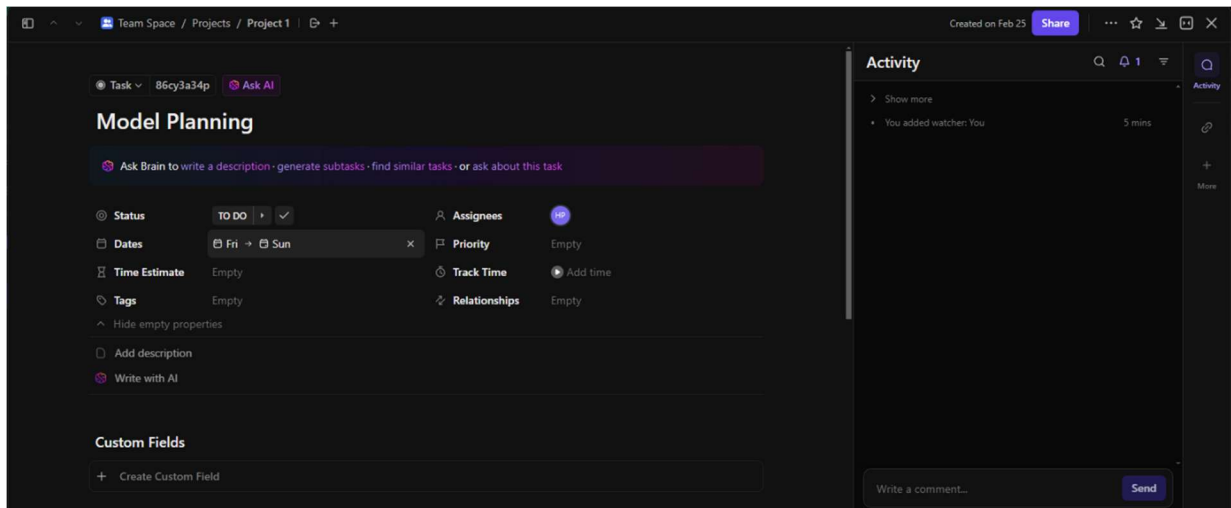 Team Space / Projects / Project 1
Created on Feb 25
Share
Task
86cy3a34p
Ask AI
Model Planning
Ask Brain to write a description · generate subtasks · find similar tasks · or ask about this task
Status
TO DO
Assignees
HP
Dates
Fri → Sun
Priority
Empty
Time Estimate
Empty
Track Time
Add time
Tags
Empty
Relationships
Empty
Hide empty properties
Add description
Write with AI
Custom Fields
+ Create Custom Field
Activity
1
Show more
• You added watcher: You
5 mins
Write a comment...
Send
Activity
More